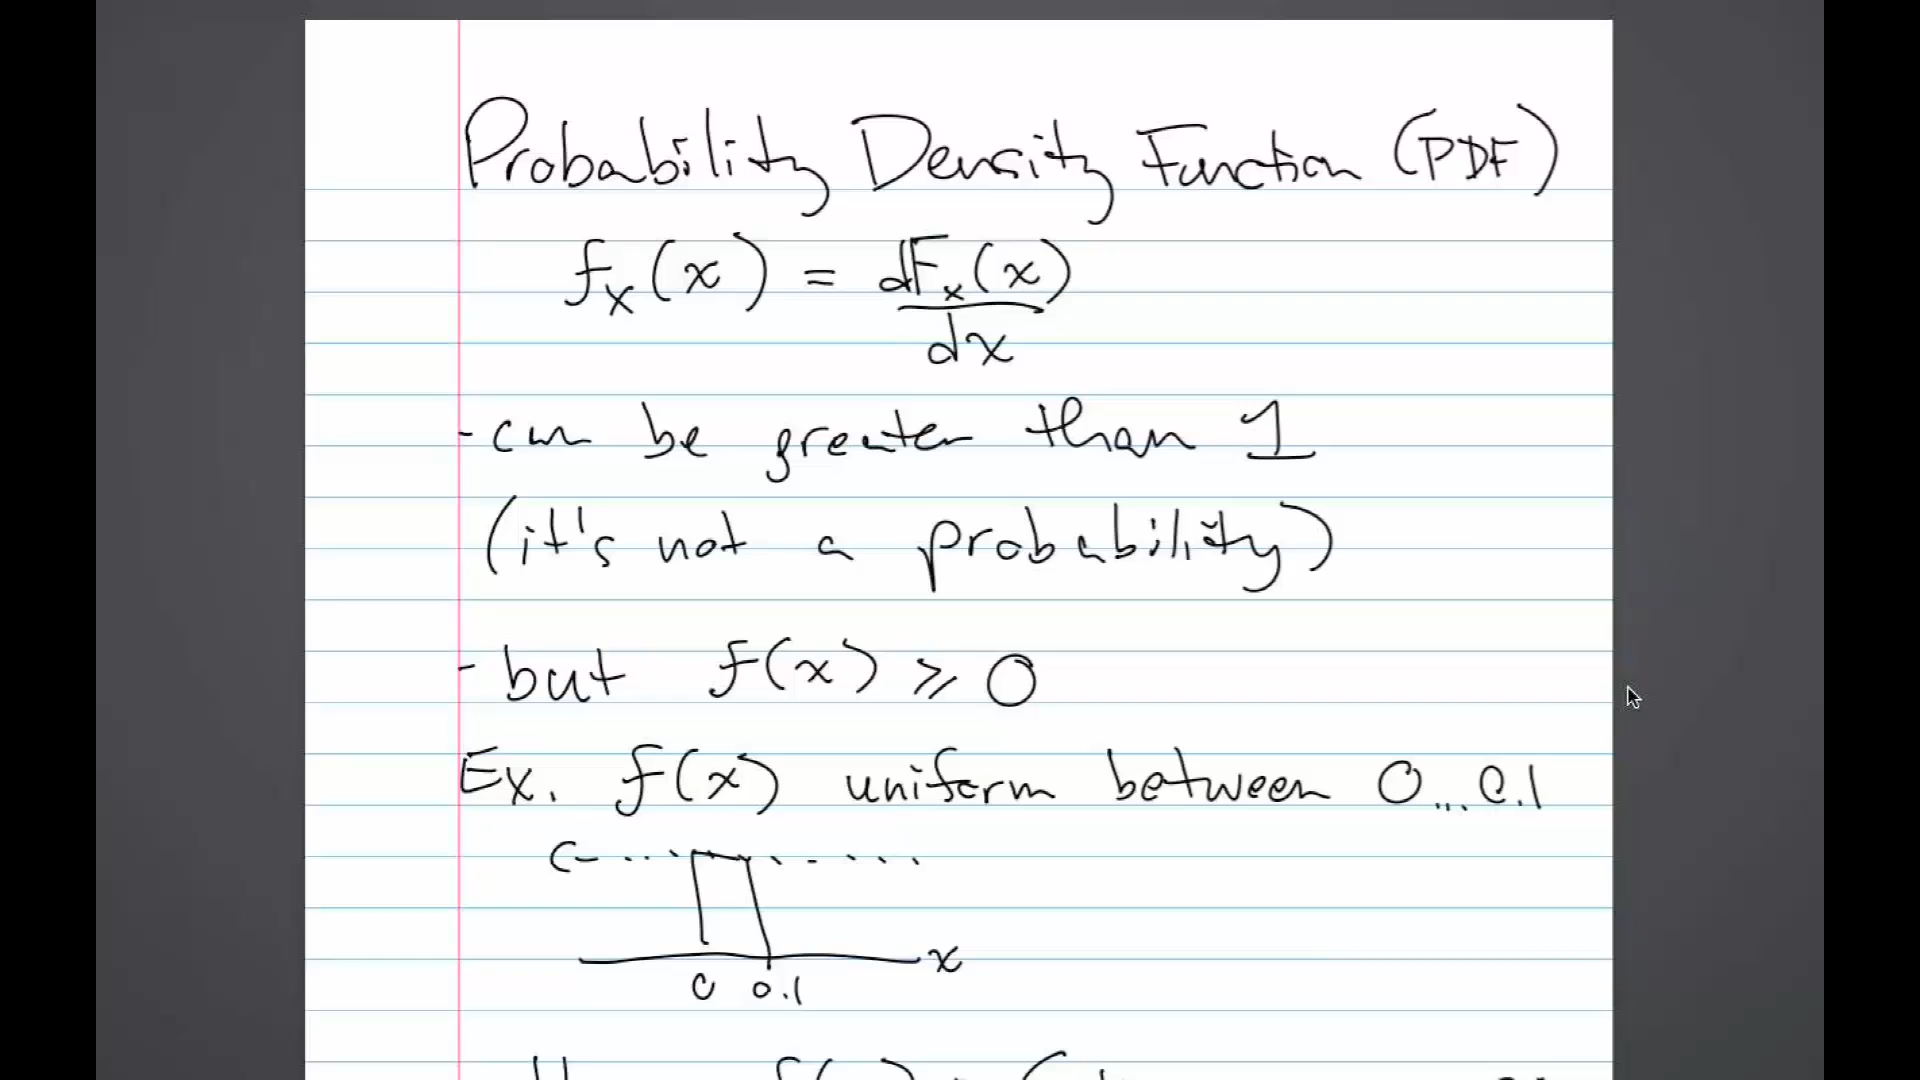 Probability Density Function (PDF)
fₓ(x) = dFₓ(x)
dx
- can be greater than 1
(it's not a probability)
- but f(x) ≥ 0
Ex. f(x) uniform between 0...0.1
C
x
0 0.1